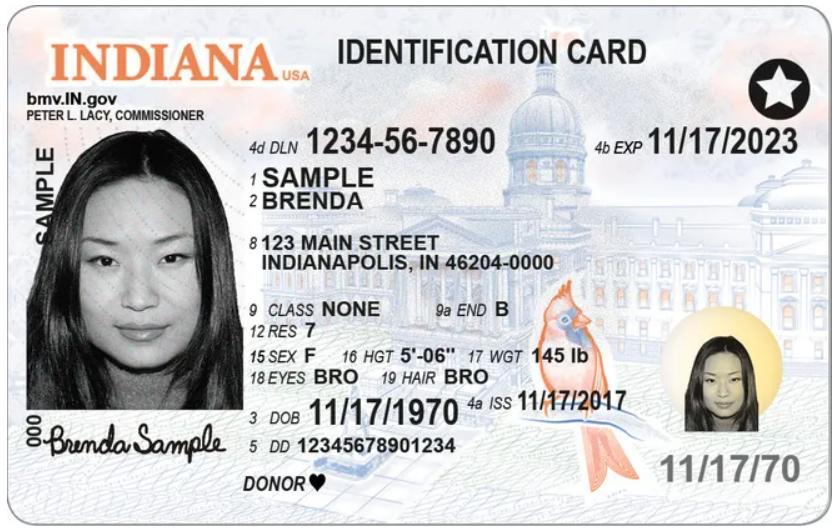 INDIANA USA
IDENTIFICATION CARD
bmv.IN.gov
PETER L. LACY, COMMISSIONER
SAMPLE
4d DLN 1234-56-7890
4b EXP 11/17/2023
1 SAMPLE
2 BRENDA
8 123 MAIN STREET
INDIANAPOLIS, IN 46204-0000
9 CLASS NONE 9a END B
12 RES 7
15 SEX F 16 HGT 5'-06" 17 WGT 145 lb
18 EYES BRO 19 HAIR BRO
3 DOB 11/17/1970 4a ISS 11/17/2017
000 Brenda Sample
5 DD 12345678901234
DONOR♥
11/17/70